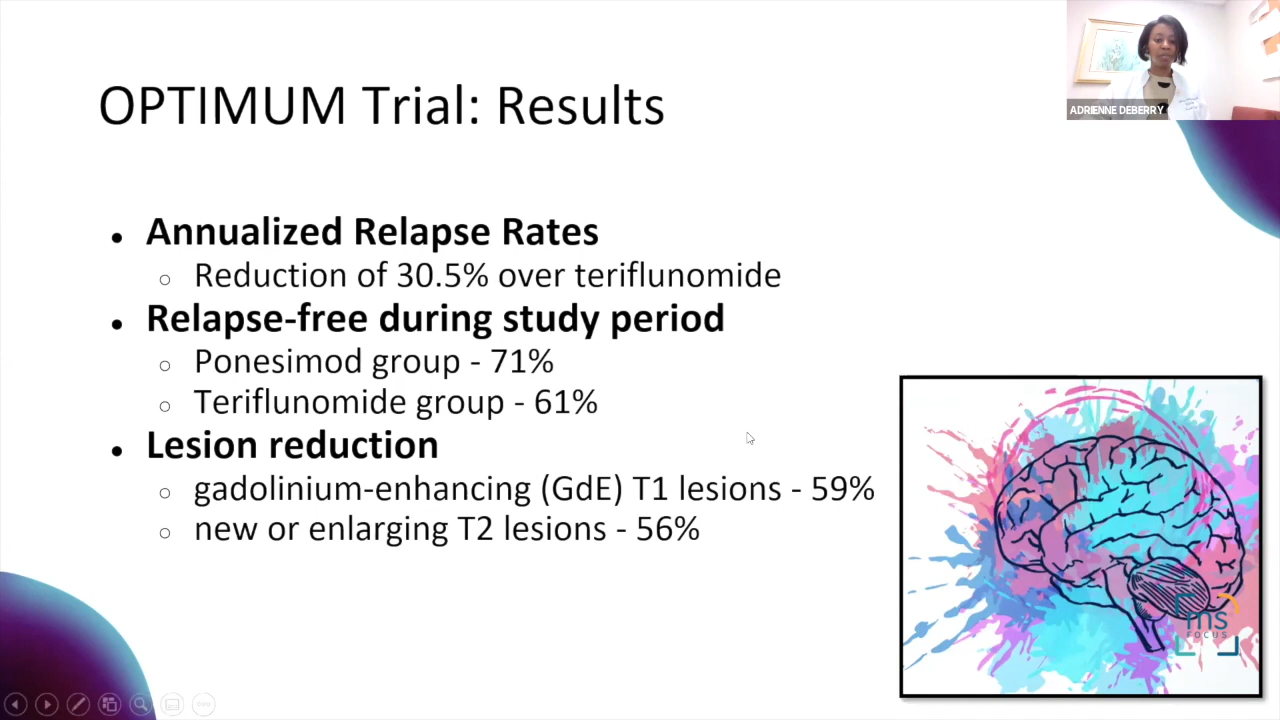 ADRIENNE DEBERRY
OPTIMUM Trial: Results
• Annualized Relapse Rates
○ Reduction of 30.5% over teriflunomide
• Relapse-free during study period
○ Ponesimod group - 71%
○ Teriflunomide group - 61%
• Lesion reduction
○ gadolinium-enhancing (GdE) T1 lesions - 59%
○ new or enlarging T2 lesions - 56%
ms
FOCUS